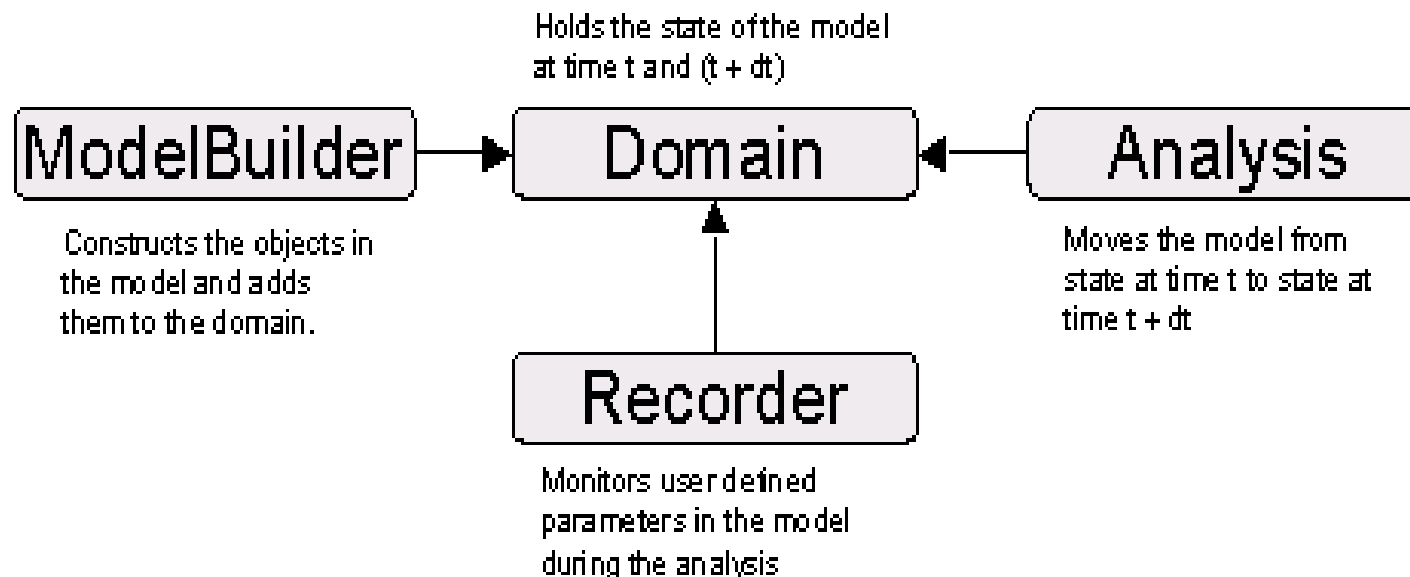 Holds the state of the model
at time t and (t + dt)
ModelBuilder
Domain
Analysis
Constructs the objects in
the model and adds
them to the domain.
Moves the model from
state at time t to state at
time t + dt
Recorder
Monitors user defined
parameters in the model
during the analysis